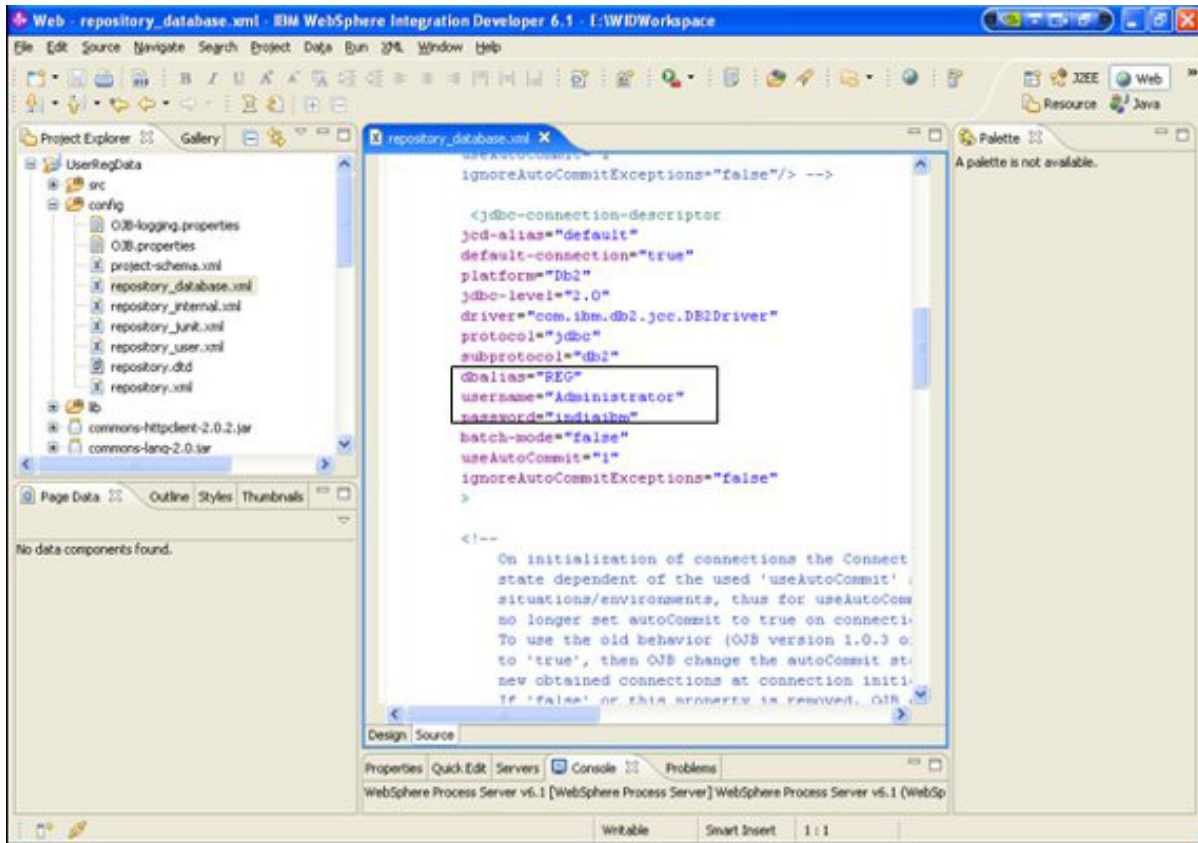 Web - repository_database.xml - IBM WebSphere Integration Developer 6.1 - E:\WIDWorkspace
File Edit Source Navigate Search Project Data Run XML Window Help
J2EE Web
Resource Java
Project Explorer Gallery
UserRegData
src
config
OJB-logging.properties
OJB.properties
project-schema.xml
repository_database.xml
repository_internal.xml
repository_junit.xml
repository_user.xml
repository.dtd
repository.xml
lib
commons-httpclient-2.0.2.jar
commons-lang-2.0.jar
Page Data Outline Styles Thumbnails
No data components found.
repository_database.xml
useAutoCommit="1"
ignoreAutoCommitExceptions="false"/> -->
<jdbc-connection-descriptor
jcd-alias="default"
default-connection="true"
platform="Db2"
jdbc-level="2.0"
driver="com.ibm.db2.jcc.DB2Driver"
protocol="jdbc"
subprotocol="db2"
dbalias="REG"
username="Administrator"
password="indiaibm"
batch-mode="false"
useAutoCommit="1"
ignoreAutoCommitExceptions="false"
>
<!--
On initialization of connections the Connect
state dependent of the used 'useAutoCommit'
situations/environments, thus for useAutoCom
no longer set autoCommit to true on connecti
To use the old behavior (OJB version 1.0.3 o
to 'true', then OJB change the autoCommit st
new obtained connections at connection initi
If 'false' or this property is removed, OJB
Design Source
Properties Quick Edit Servers Console Problems
WebSphere Process Server v6.1 [WebSphere Process Server] WebSphere Process Server v6.1 (WebSp
Palette
A palette is not available.
Writable Smart Insert 1 : 1